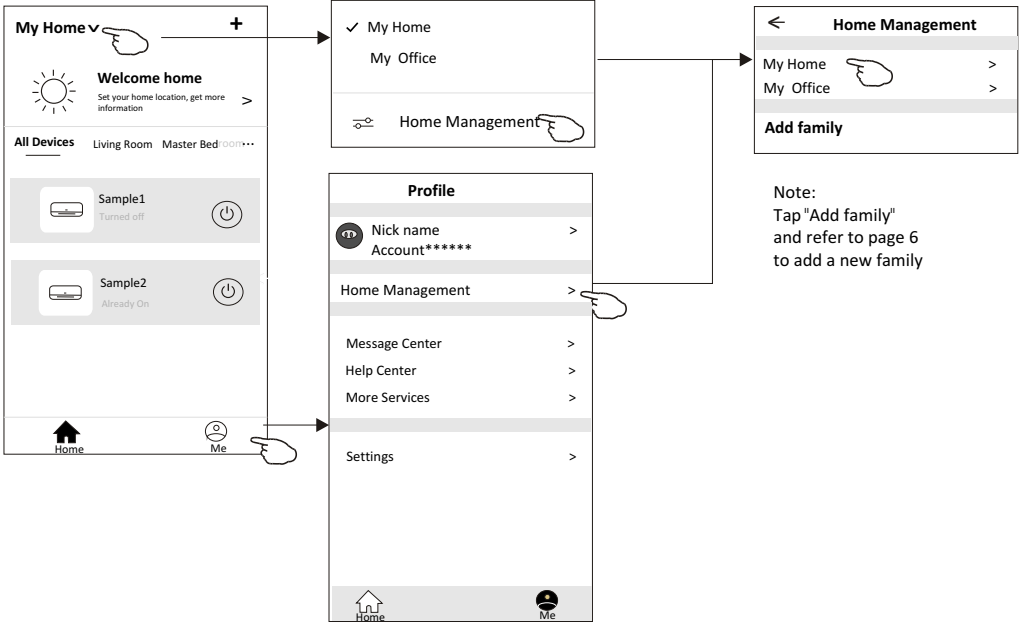 My Home
+
Welcome home
Set your home location, get more
information
>
All Devices Living Room Master Bedroom ...
Sample1
Turned off
Sample2
Already On
Home
Me
✓ My Home
My Office
Home Management
Profile
Nick name >
Account******
Home Management >
Message Center >
Help Center >
More Services >
Settings >
Home
Me
Home Management
My Home >
My Office >
Add family
Note:
Tap "Add family"
and refer to page 6
to add a new family